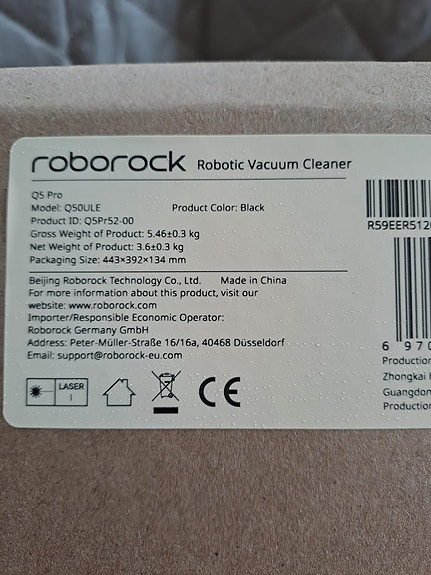 roborock Robotic Vacuum Cleaner
Q5 Pro
Model: Q50ULE Product Color: Black
Product ID: Q5Pr52-00
Gross Weight of Product: 5.46±0.3 kg
Net Weight of Product: 3.6±0.3 kg
Packaging Size: 443×392×134 mm
Beijing Roborock Technology Co., Ltd. Made in China
For more information about this product, visit our
website: www.roborock.com
Importer/Responsible Economic Operator:
Roborock Germany GmbH
Address: Peter-Müller-Straße 16/16a, 40468 Düsseldorf
Email: support@roborock-eu.com
LASER
I
CE
R59EER512
6 970
Production
Zhongkai
Guangdon
Production